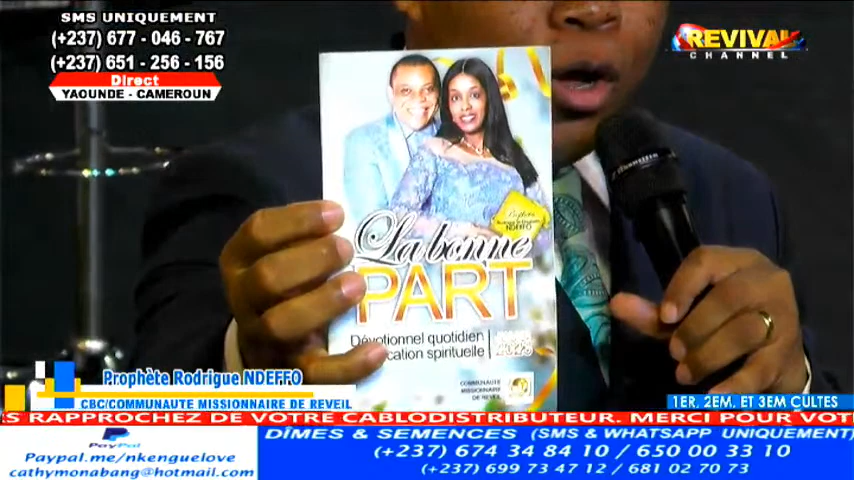 SMS UNIQUEMENT
(+237) 677 - 046 - 767
(+237) 651 - 256 - 156
Direct
YAOUNDE - CAMEROUN
REVIVAL
CHANNEL
NDEFFO
La bonne
PART
Dévotionnel quotidien
cation spirituelle
2023
COMMUNAUTE
MISSIONNAIRE
DE REVEIL
Prophète Rodrigue NDEFFO
CBC/COMMUNAUTE MISSIONNAIRE DE REVEIL
1ER, 2EM. ET 3EM CULTES
S RAPPROCHEZ DE VOTRE CABLODISTRIBUTEUR. MERCI POUR VOT
PayPal
Paypal.me/nkenguelove
cathymonabang@hotmail.com
DÎMES & SEMENCES (SMS & WHATSAPP UNIQUEMENT)
(+237) 674 34 84 10 / 650 00 33 10
(+237) 699 73 47 12 / 681 02 70 73